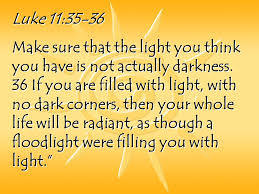 Luke 11:35-36
Make sure that the light you think
you have is not actually darkness.
36 If you are filled with light, with
no dark corners, then your whole
life will be radiant, as though a
floodlight were filling you with
light."